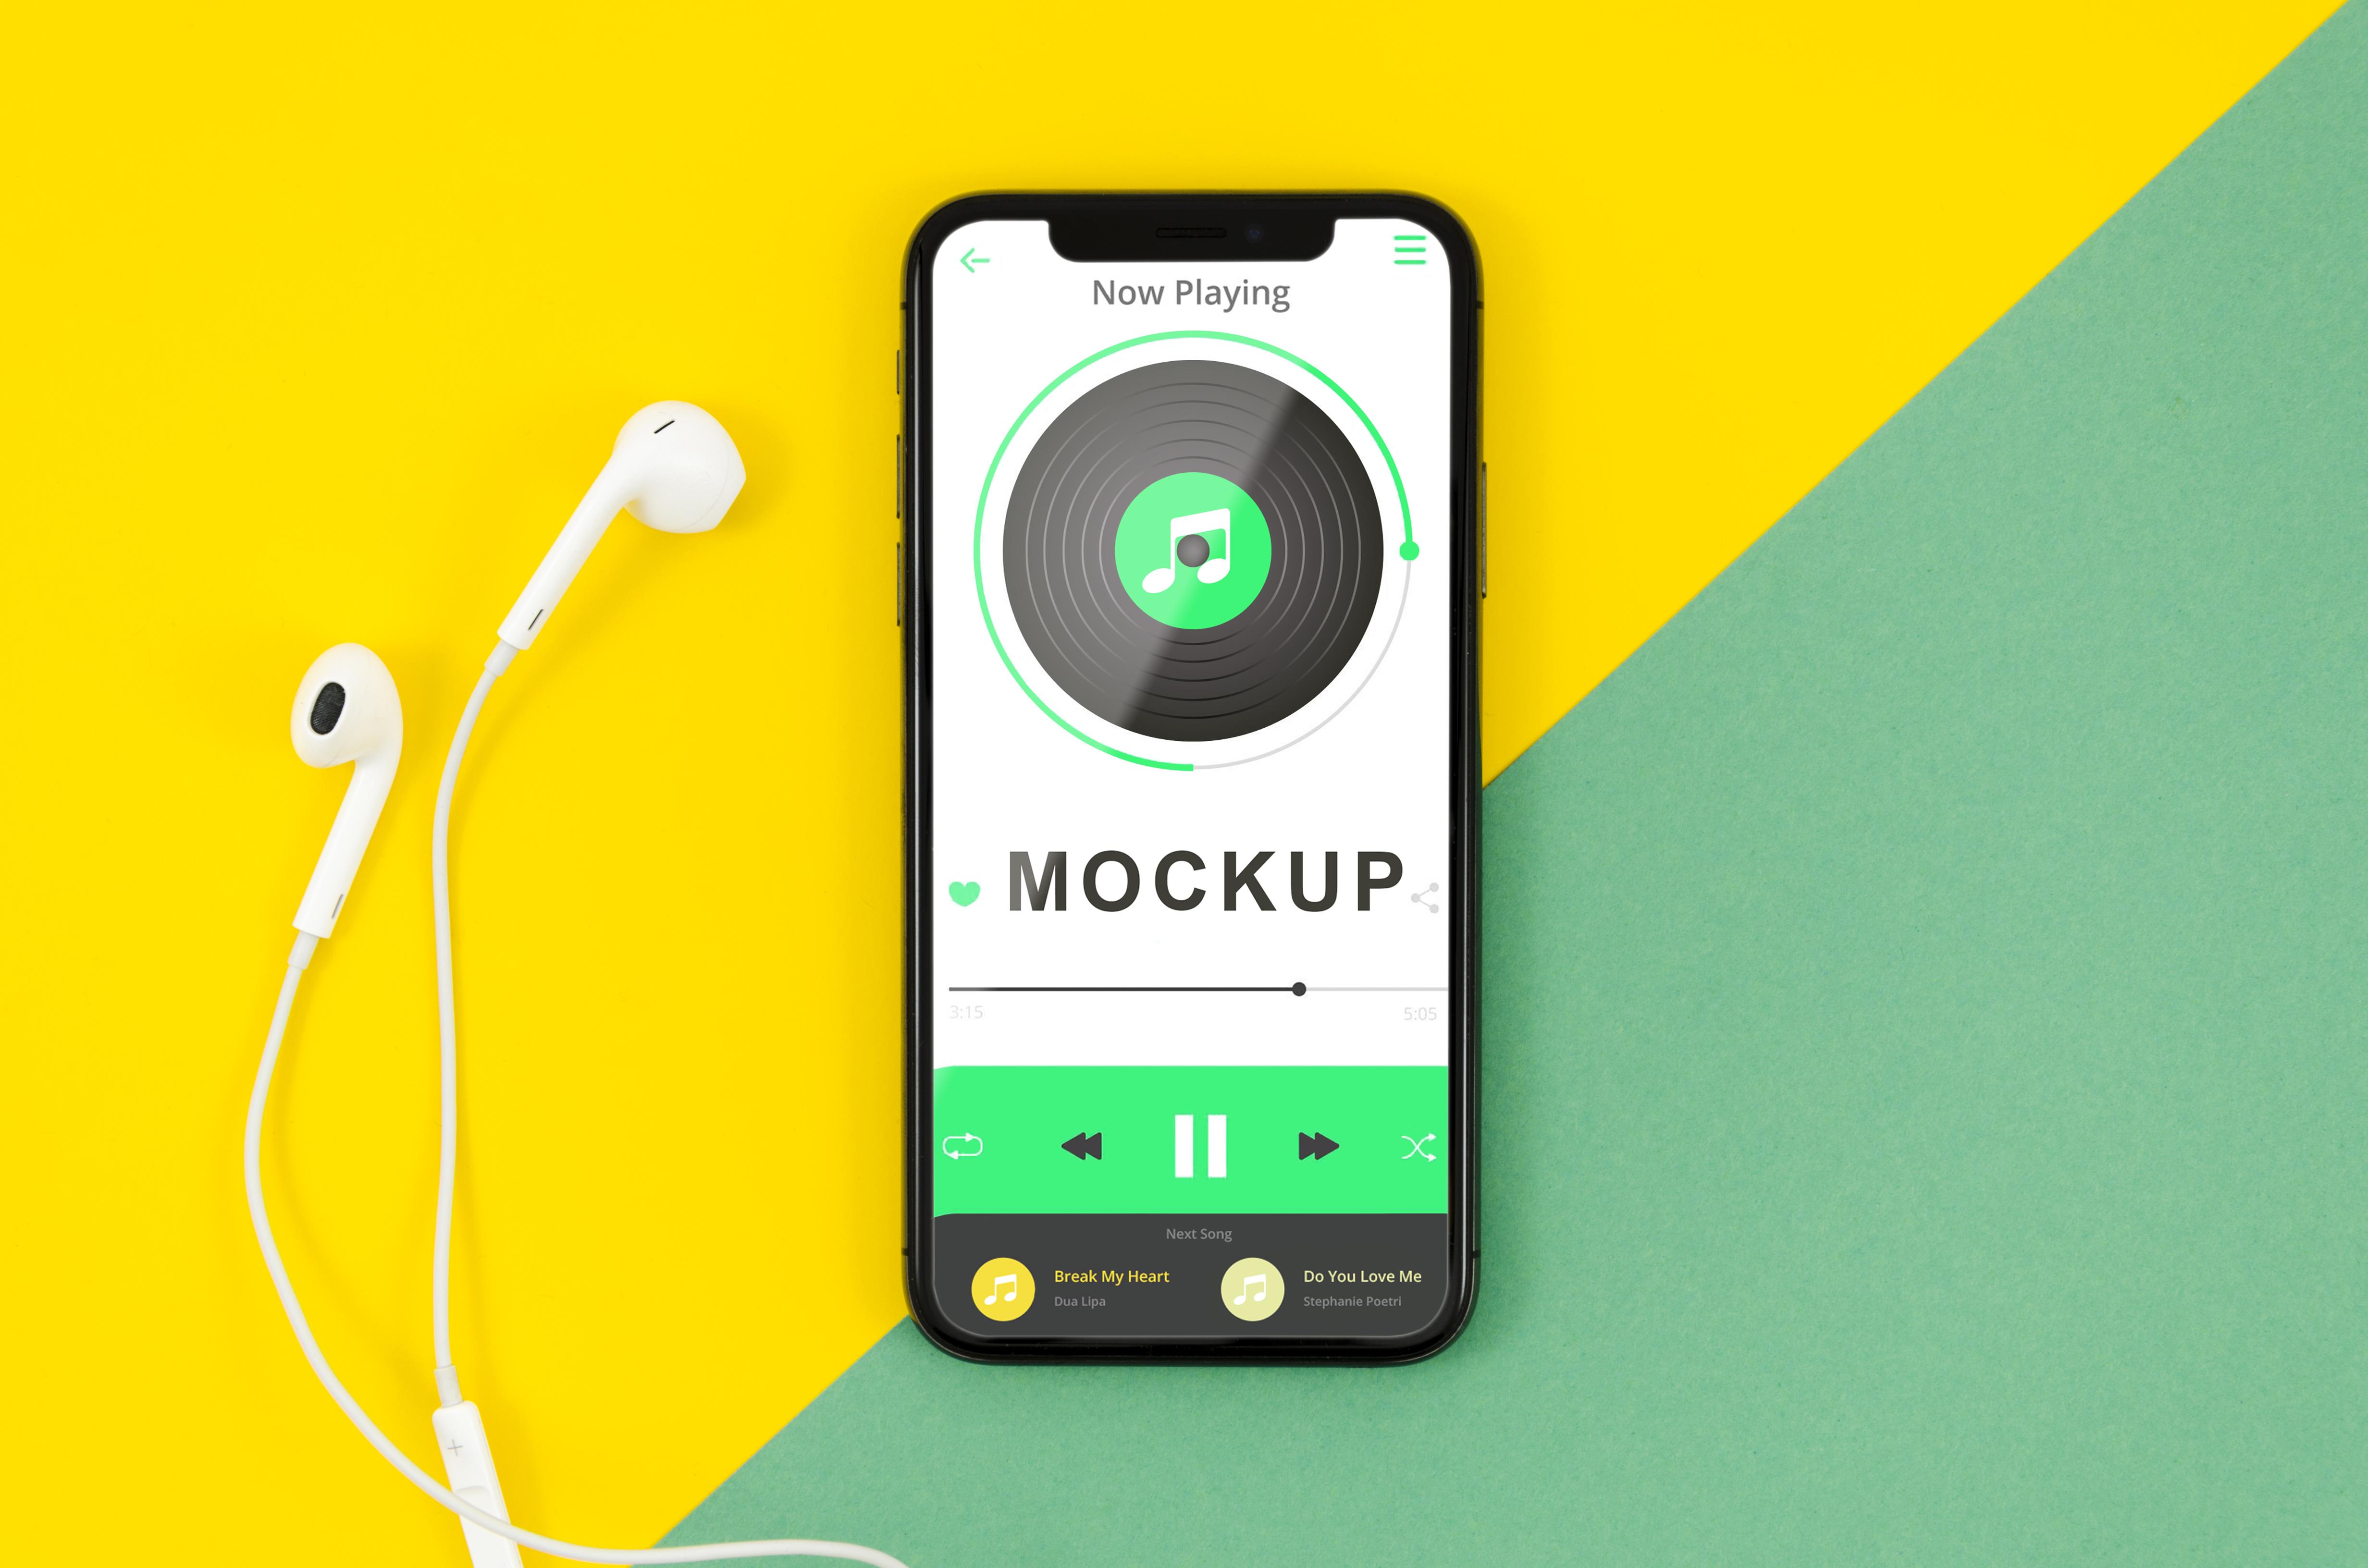 Now Playing
MOCKUP
3:15
5:05
Next Song
Break My Heart
Dua Lipa
Do You Love Me
Stephanie Poetri